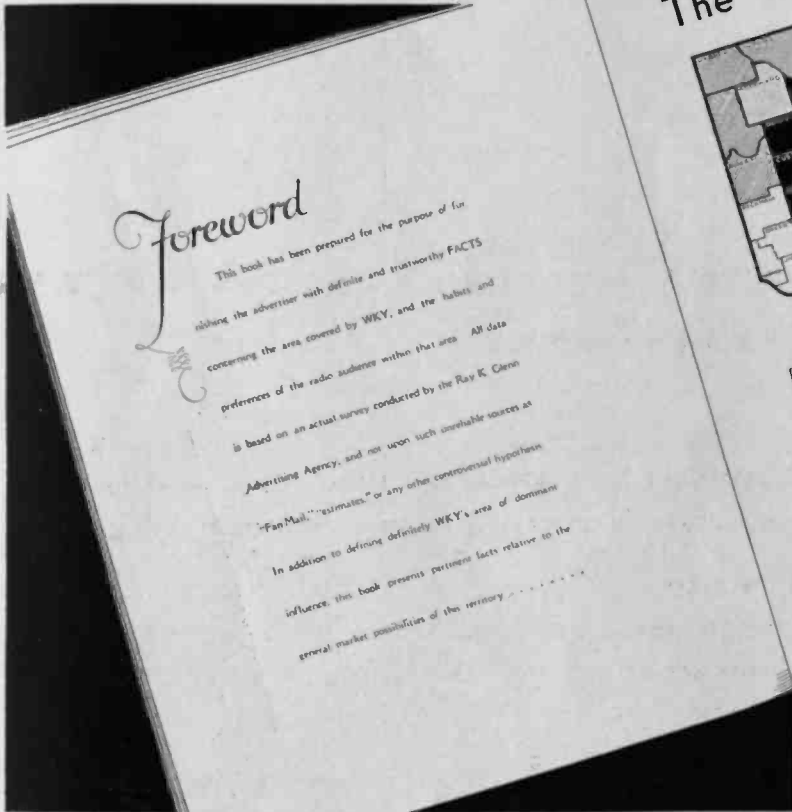 Foreword
This book has been prepared for the purpose of fur
nishing the advertiser with definite and trustworthy FACTS
concerning the area covered by WKY, and the habits and
preferences of the radio audience within that area All data
is based on an actual survey conducted by the Ray K. Glenn
Advertising Agency, and not upon such unreliable sources as
"Fan Mail," "estimates," or any other controversial hypothesis
In addition to defining definitely WKY's area of dominant
influence, this book presents pertinent facts relative to the
general market possibilities of this territory . . . . . . . .
The